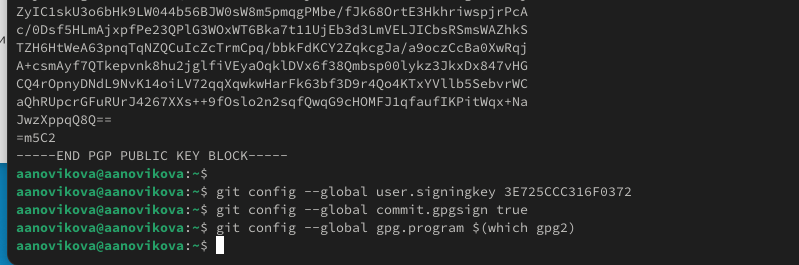 ZyIC1skU3o6bHk9LW044b56BJW0sW8m5pmqgPMbe/fJk68OrtE3HkhriwspjrPcA
c/0Dsf5HLmAjxpfPe23QPlG3WOxWT6Bka7t11UjEb3d3LmVELJICbsRSmsWAZhkS
TZH6HtWeA63pnqTqNZQCuIcZcTrmCpq/bbkFdKCY2ZqkcgJa/a9oczCcBa0XwRqj
A+csmAyf7QTkepvnk8hu2jglfiVEyaOqklDVx6f38Qmbsp00lykz3JkxDx847vHG
CQ4rOpnyDNdL9NvK14oiLV72qqXqwkwHarFk63bf3D9r4Qo4KTxYVllb5SebvrWC
aQhRUpcrGFuRUrJ4267XXs++9fOslo2n2sqfQwqG9cHOMFJ1qfaufIKPitWqx+Na
JwzXppqQ8Q==
=m5C2
-----END PGP PUBLIC KEY BLOCK-----
aanovikova@aanovikova:~$
aanovikova@aanovikova:~$ git config --global user.signingkey 3E725CCC316F0372
aanovikova@aanovikova:~$ git config --global commit.gpgsign true
aanovikova@aanovikova:~$ git config --global gpg.program $(which gpg2)
aanovikova@aanovikova:~$